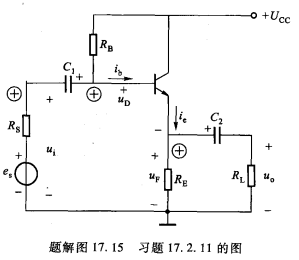 +U_CC
R_B
C_1
i_b
+
⊕
⊕
+
u_D
R_S
+
+
−
i_e
C_2
+
⊕
+
+
e_s
u_i
u_F
R_E
R_L
u_o
−
−
−
−
题解图 17.15 习题 17.2.11 的图